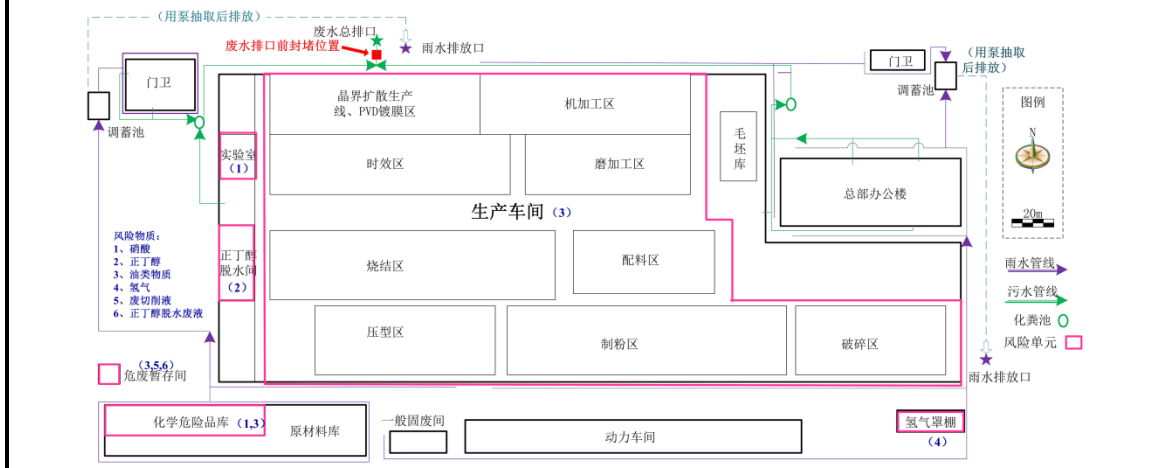 （用泵抽取后排放）
废水总排口
废水排口前封堵位置
雨水排放口
门卫
调蓄池
门卫
（用泵抽取
后排放）
调蓄池
图例
N
20m
雨水管线
污水管线
化粪池
风险单元
晶界扩散生产
线、PVD镀膜区
机加工区
毛
坯
库
实验室
（1）
时效区
磨加工区
总部办公楼
生产车间（3）
风险物质：
1、硝酸
2、正丁醇
3、油类物质
4、氢气
5、废切削液
6、正丁醇脱水废液
正丁醇
脱水间
（2）
烧结区
配料区
压型区
制粉区
破碎区
雨水排放口
（3,5,6）
危废暂存间
化学危险品库（1,3）
原材料库
一般固废间
动力车间
氢气罩棚
（4）